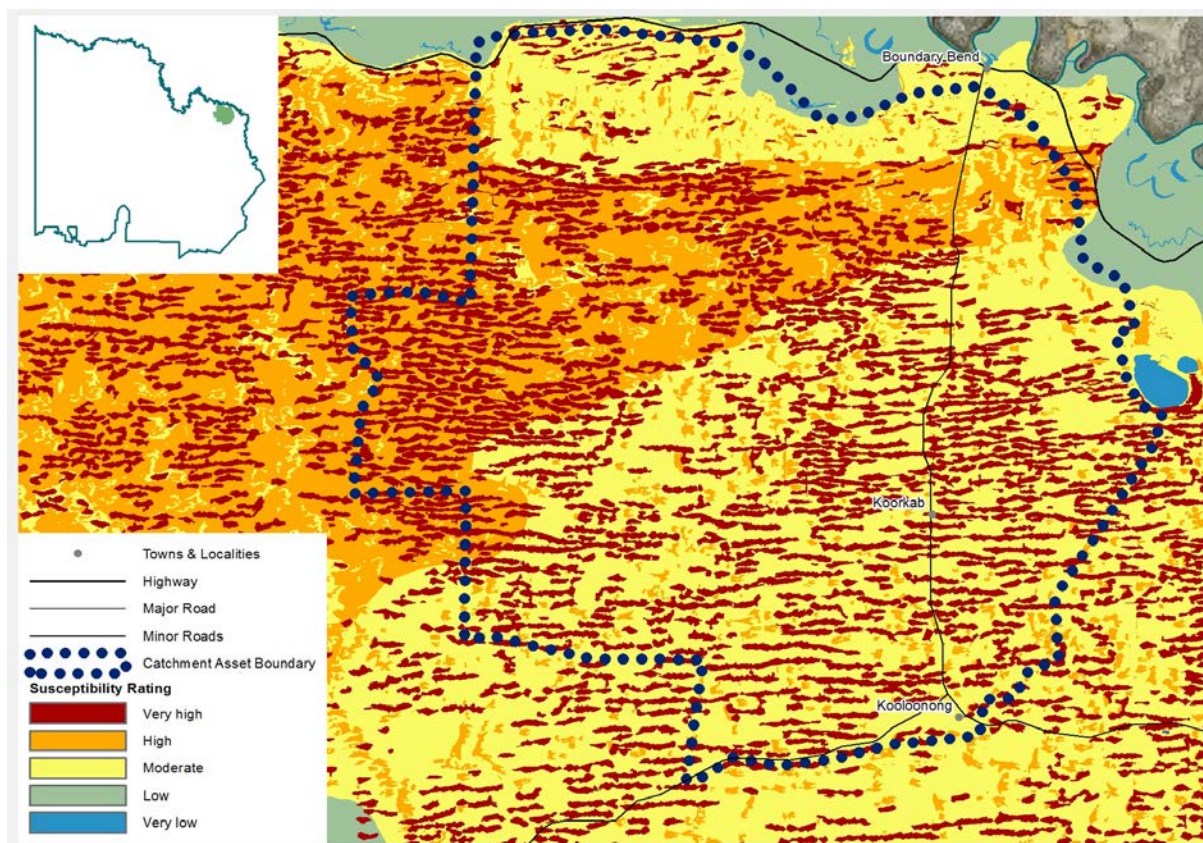 Boundary Bend
Koorkab
Kooloonong
Towns & Localities
Highway
Major Road
Minor Roads
Catchment Asset Boundary
Susceptibility Rating
Very high
High
Moderate
Low
Very low